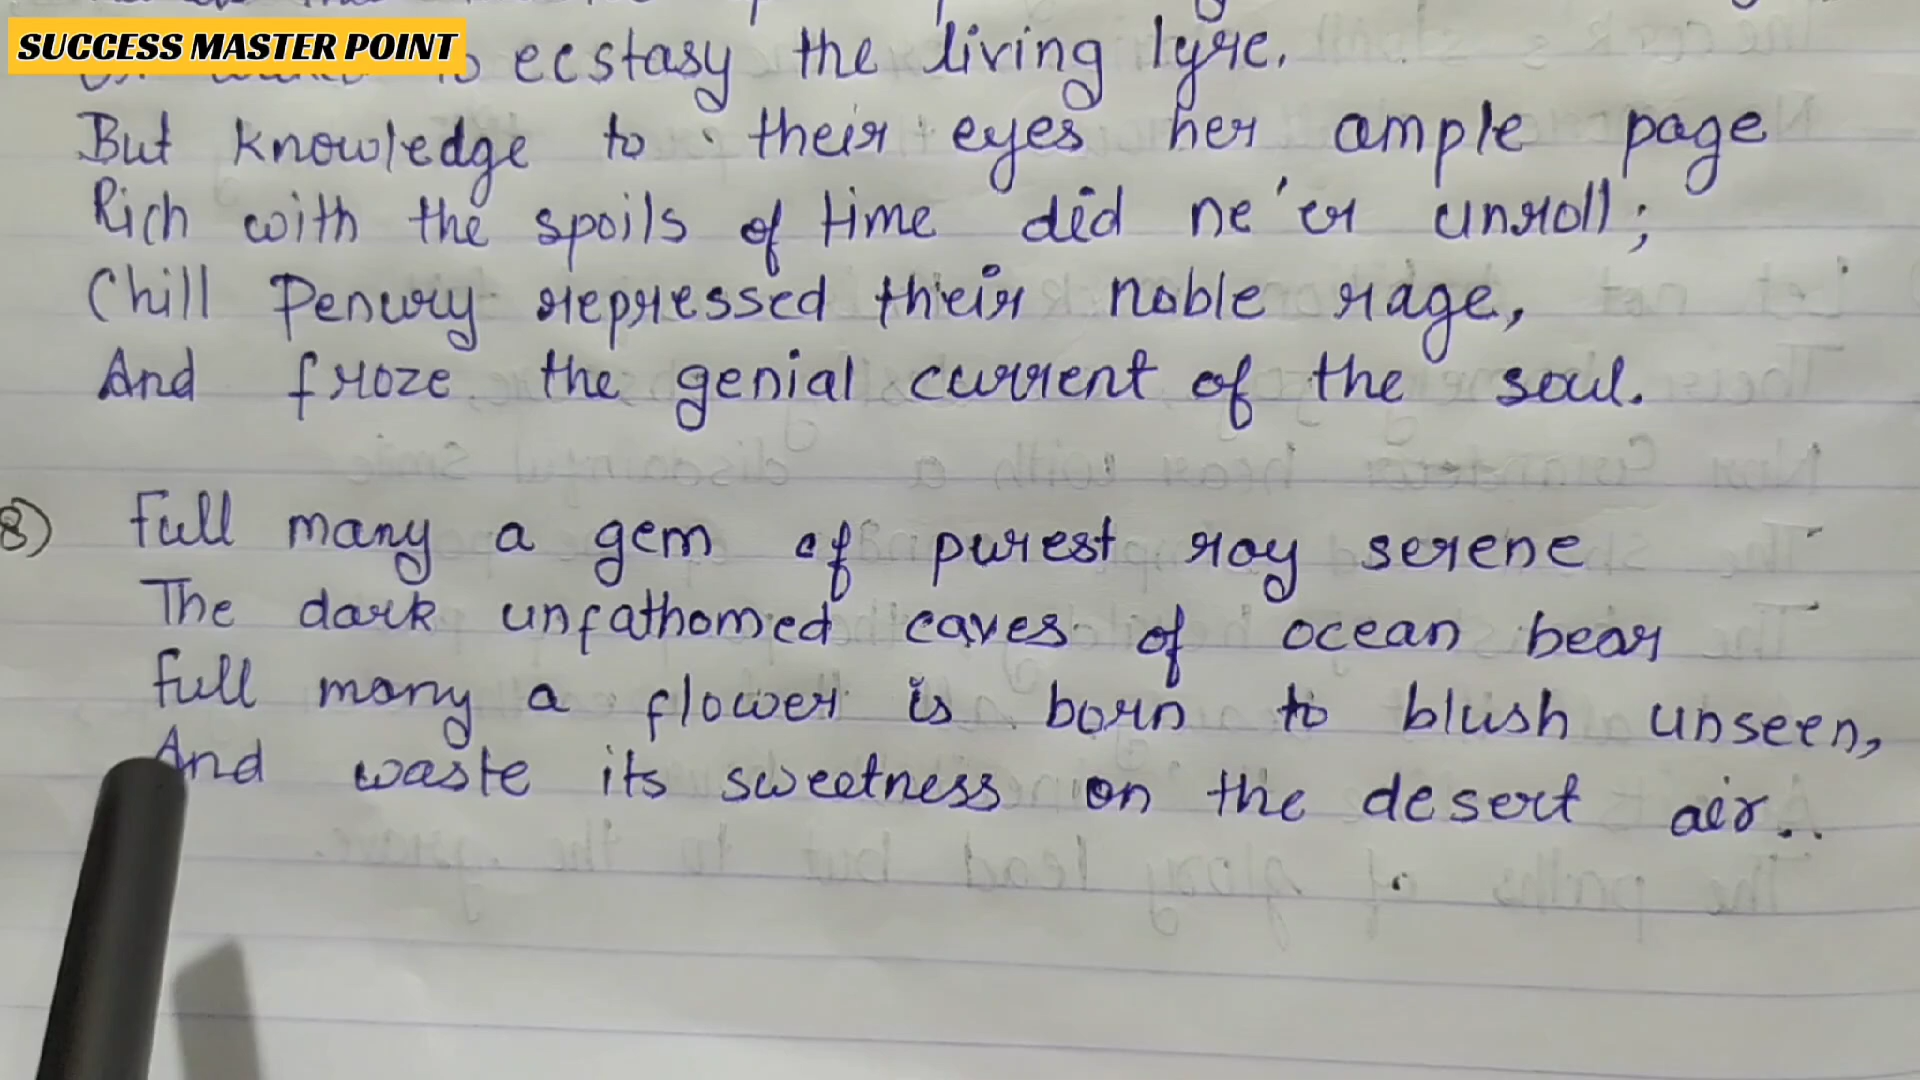 SUCCESS MASTER POINT
to ecstasy the living lyre.
But knowledge to their eyes her ample page
Rich with the spoils of time did ne'er unroll;
Chill Penury repressed their noble rage,
And froze the genial current of the soul.
8) Full many a gem of purest ray serene
The dark unfathomed caves of ocean bear
Full many a flower is born to blush unseen,
And waste its sweetness on the desert air..